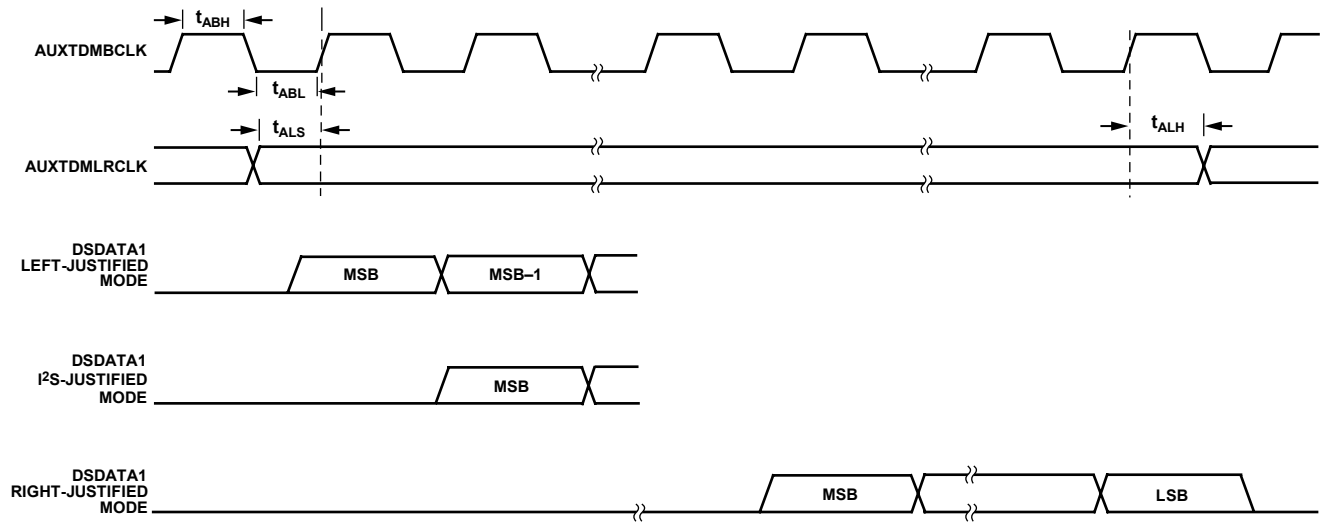 tABH
AUXTDMBCLK
tABL
tALS
tALH
AUXTDMLRCLK
DSDATA1
LEFT-JUSTIFIED
MODE
MSB
MSB–1
DSDATA1
I²S-JUSTIFIED
MODE
MSB
DSDATA1
RIGHT-JUSTIFIED
MODE
MSB
LSB